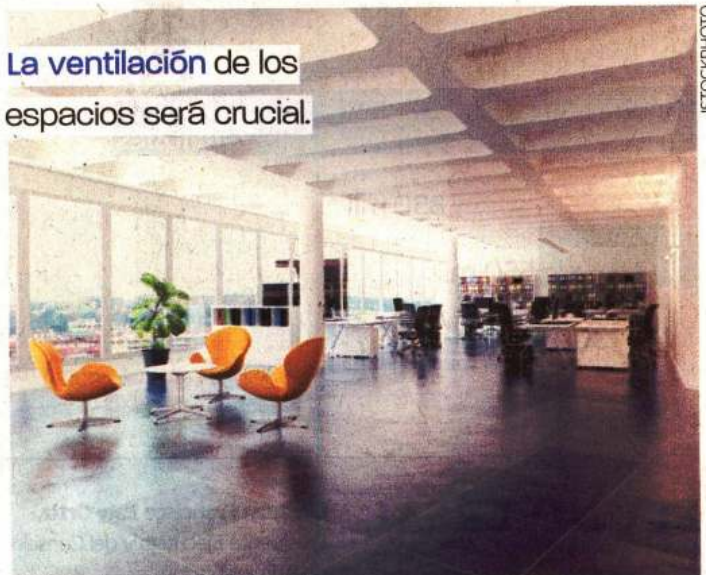 La ventilación de los
espacios será crucial.
ISTOCKPHOTO